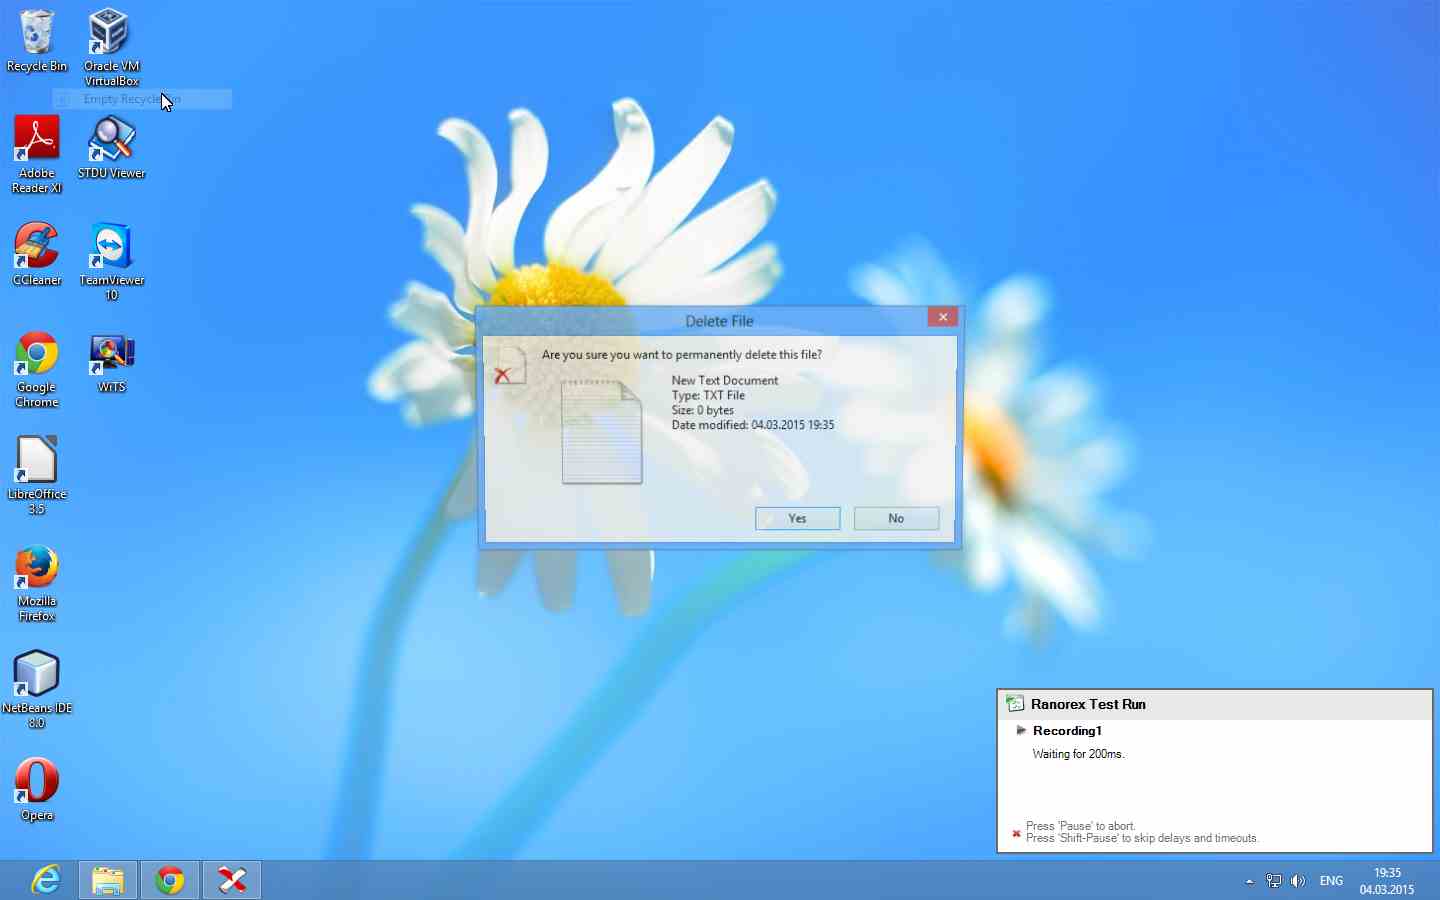 Recycle Bin
Oracle VM
VirtualBox
Empty Recycle Bin
Adobe
Reader XI
STDU Viewer
CCleaner
TeamViewer
10
Google
Chrome
WiTS
LibreOffice
3.5
Mozilla
Firefox
NetBeans IDE
8.0
Opera
Delete File
Are you sure you want to permanently delete this file?
New Text Document
Type: TXT File
Size: 0 bytes
Date modified: 04.03.2015 19:35
Yes
No
Ranorex Test Run
Recording1
Waiting for 200ms.
Press 'Pause' to abort.
Press 'Shift-Pause' to skip delays and timeouts.
ENG
19:35
04.03.2015